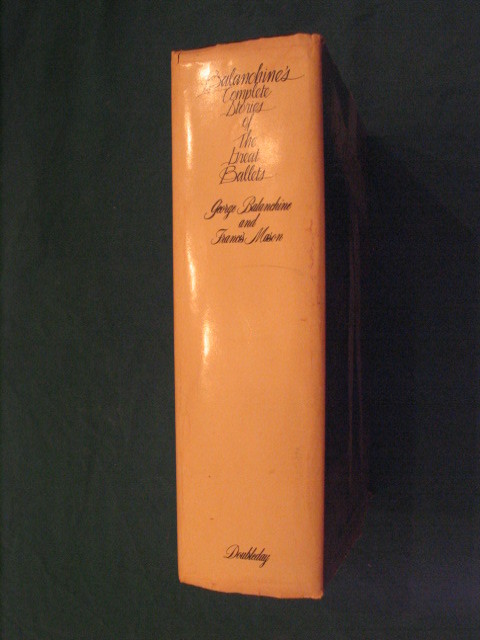 Balanchine's
Complete
Stories
of
The
Great
Ballets
George Balanchine
and
Francis Mason
Doubleday